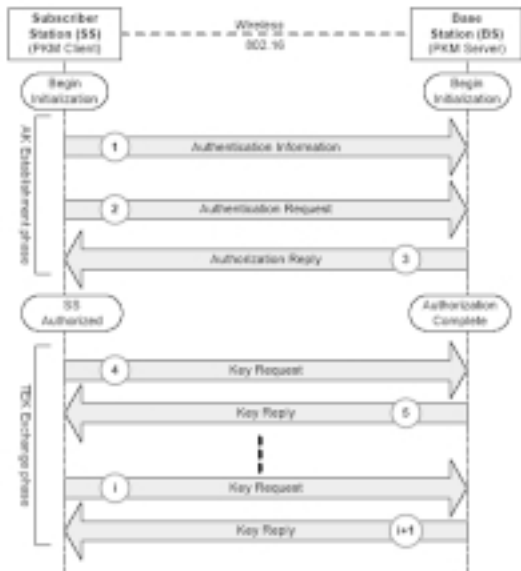 Subscriber
Station (SS)
(PKM Client)
Wireless
802.16
Base
Station (BS)
(PKM Server)
Begin
Initialization
Begin
Initialization
AK Establishment phase
1
Authentication Information
2
Authentication Request
Authorization Reply
3
SS
Authorized
Authorization
Complete
TEK Exchange phase
4
Key Request
Key Reply
5
i
Key Request
Key Reply
i+1